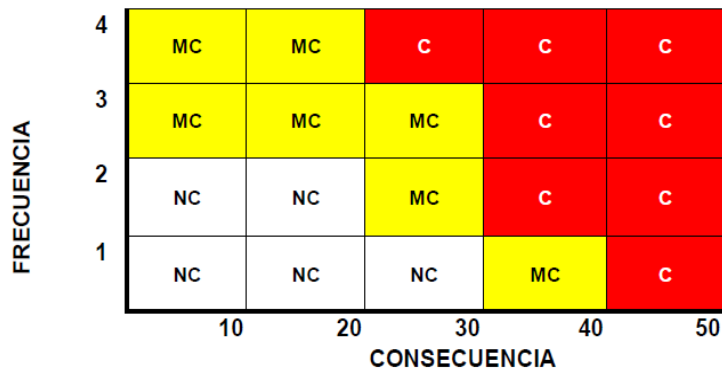 4 MC MC C C C
3 MC MC MC C C
2 NC NC MC C C
1 NC NC NC MC C
FRECUENCIA
10 20 30 40 50
CONSECUENCIA